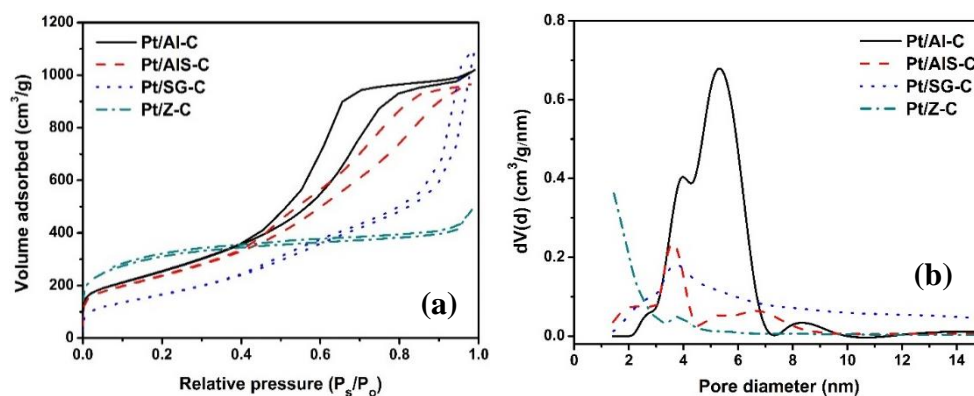 1200
1000
800
600
400
200
0
Volume adsorbed (cm³/g)
Pt/Al-C
Pt/AlS-C
Pt/SG-C
Pt/Z-C
(a)
0.0 0.2 0.4 0.6 0.8 1.0
Relative pressure (Pₛ/Pₒ)
0.8
0.6
0.4
0.2
0.0
dV(d) (cm³/g/nm)
Pt/Al-C
Pt/AlS-C
Pt/SG-C
Pt/Z-C
(b)
2 4 6 8 10 12 14
Pore diameter (nm)